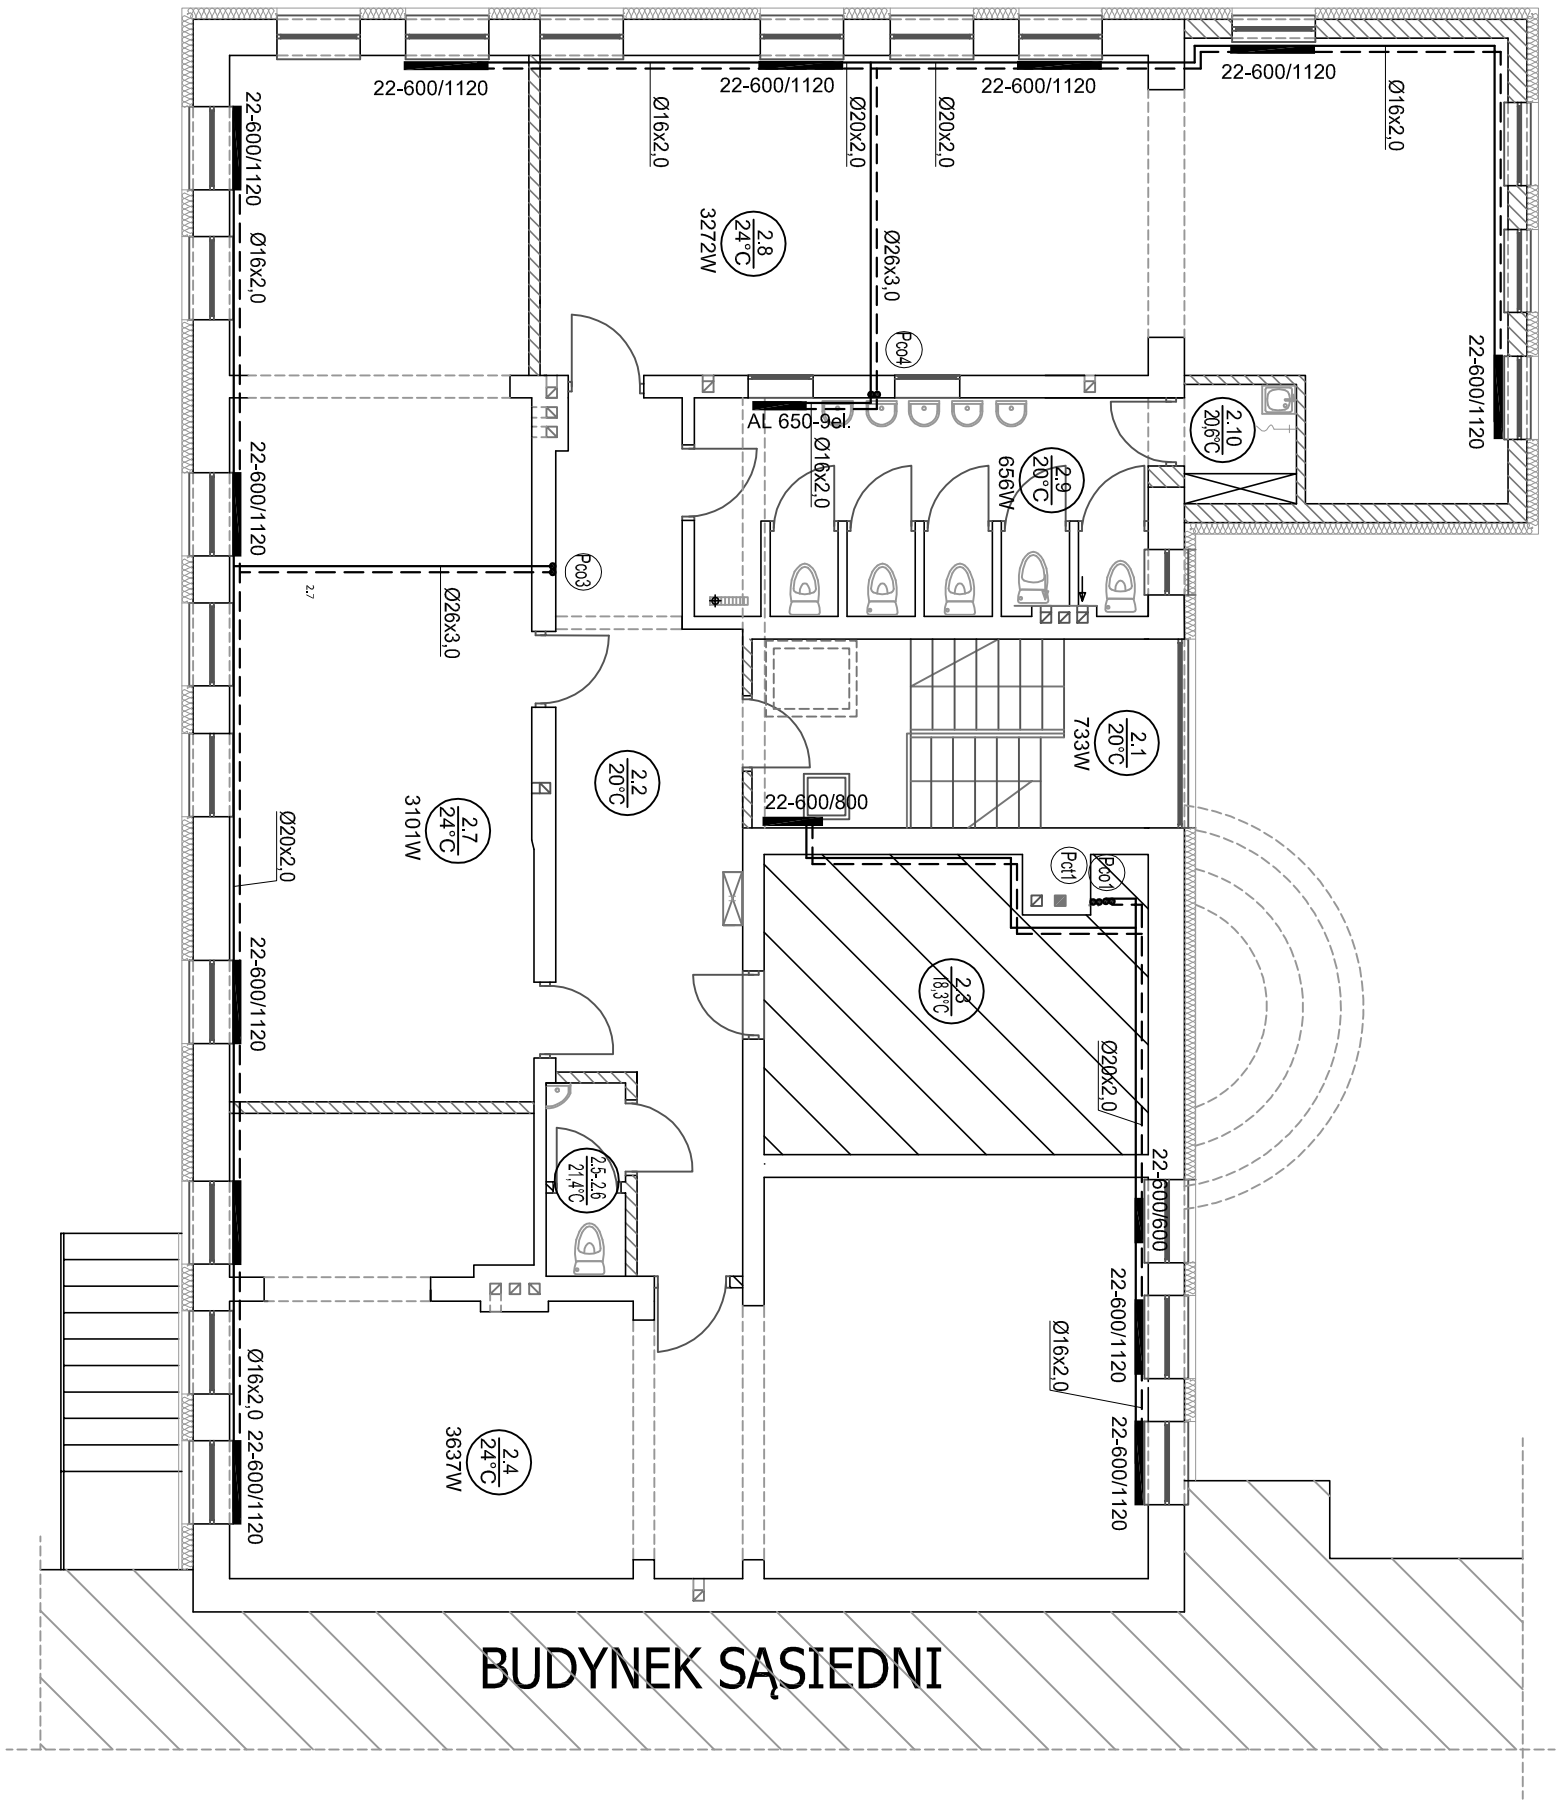 22-600/1120
22-600/1120
22-600/1120
22-600/1120
22-600/1120
Ø16x2,0
Ø20x2,0
Ø20x2,0
Ø16x2,0
Ø16x2,0
2.8
24°C
3272W
Ø26x3,0
Pco4
22-600/1120
AL 650-9el.
Ø16x2,0
2.10
20,6°C
2.9
20°C
656W
22-600/1120
Pco3
2.7
Ø26x3,0
2.1
20°C
733W
2.2
20°C
22-600/800
2.7
24°C
3101W
Ø20x2,0
Pct1
Pco1
22-600/1120
2.3
18,3°C
Ø20x2,0
2.5-2.6
21,4°C
22-600/600
22-600/1120
Ø16x2,0
Ø16x2,0
22-600/1120
2.4
24°C
3637W
22-600/1120
BUDYNEK SĄSIEDNI